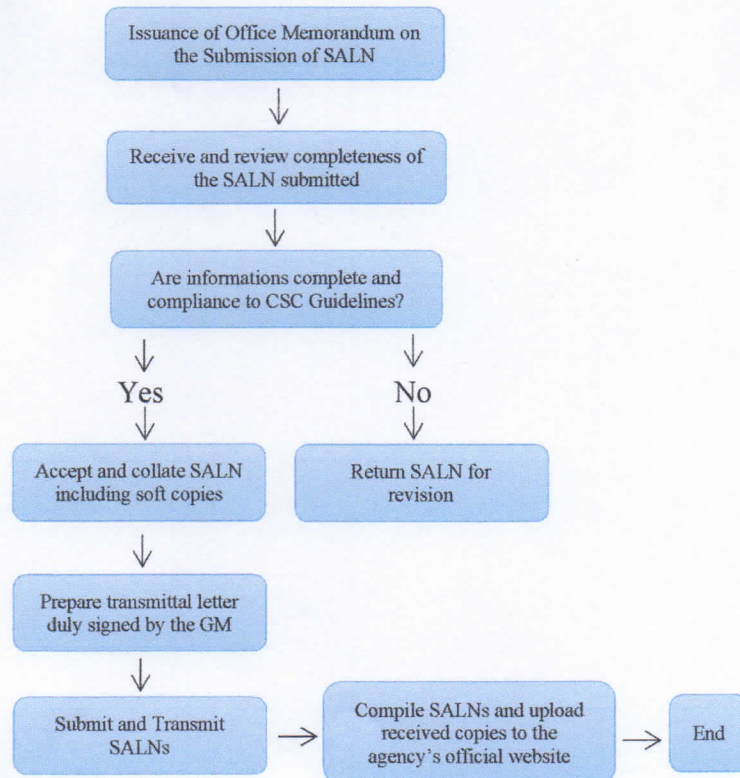 Issuance of Office Memorandum on
the Submission of SALN
Receive and review completeness of
the SALN submitted
Are informations complete and
compliance to CSC Guidelines?
Yes
No
Accept and collate SALN
including soft copies
Return SALN for
revision
Prepare transmittal letter
duly signed by the GM
Submit and Transmit
SALNs
Compile SALNs and upload
received copies to the
agency's official website
End